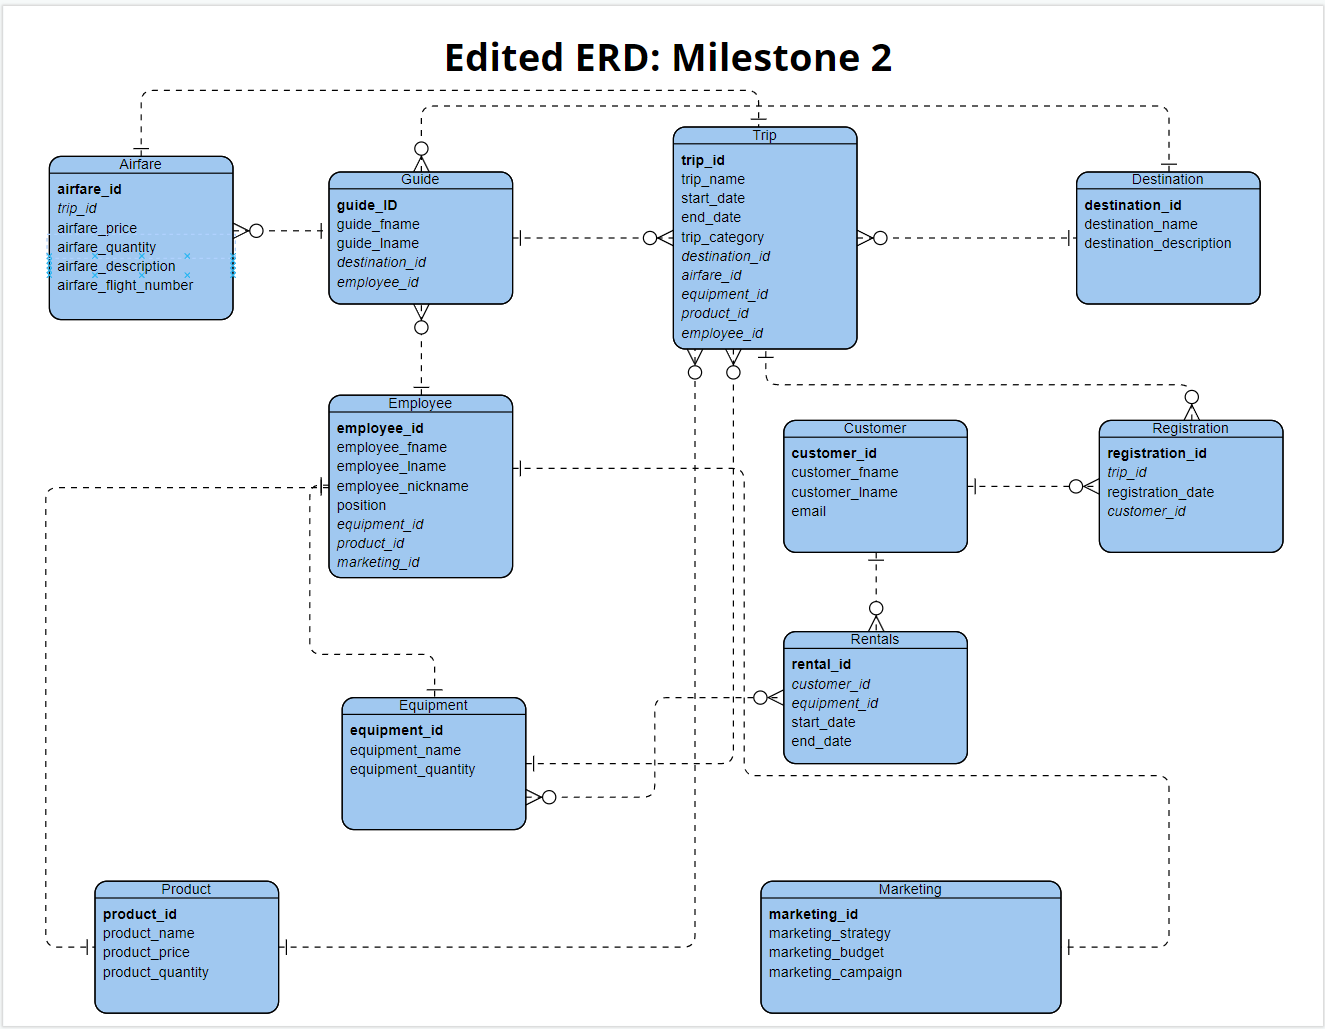 Edited ERD: Milestone 2
Airfare
airfare_id
trip_id
airfare_price
airfare_quantity
airfare_description
airfare_flight_number
Guide
guide_ID
guide_fname
guide_lname
destination_id
employee_id
Trip
trip_id
trip_name
start_date
end_date
trip_category
destination_id
airfare_id
equipment_id
product_id
employee_id
Destination
destination_id
destination_name
destination_description
Employee
employee_id
employee_fname
employee_lname
employee_nickname
position
equipment_id
product_id
marketing_id
Customer
customer_id
customer_fname
customer_lname
email
Registration
registration_id
trip_id
registration_date
customer_id
Rentals
rental_id
customer_id
equipment_id
start_date
end_date
Equipment
equipment_id
equipment_name
equipment_quantity
Product
product_id
product_name
product_price
product_quantity
Marketing
marketing_id
marketing_strategy
marketing_budget
marketing_campaign